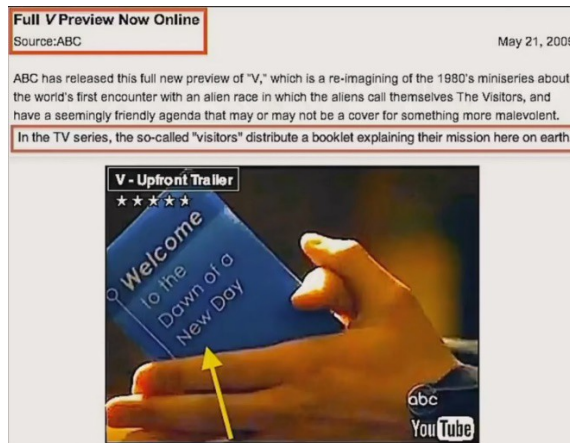 Full V Preview Now Online
Source:ABC
May 21, 2009
ABC has released this full new preview of "V," which is a re-imagining of the 1980's miniseries about
the world's first encounter with an alien race in which the aliens call themselves The Visitors, and
have a seemingly friendly agenda that may or may not be a cover for something more malevolent.
In the TV series, the so-called "visitors" distribute a booklet explaining their mission here on earth
V - Upfront Trailer
Welcome
to the
Dawn of a
New Day
abc
YouTube